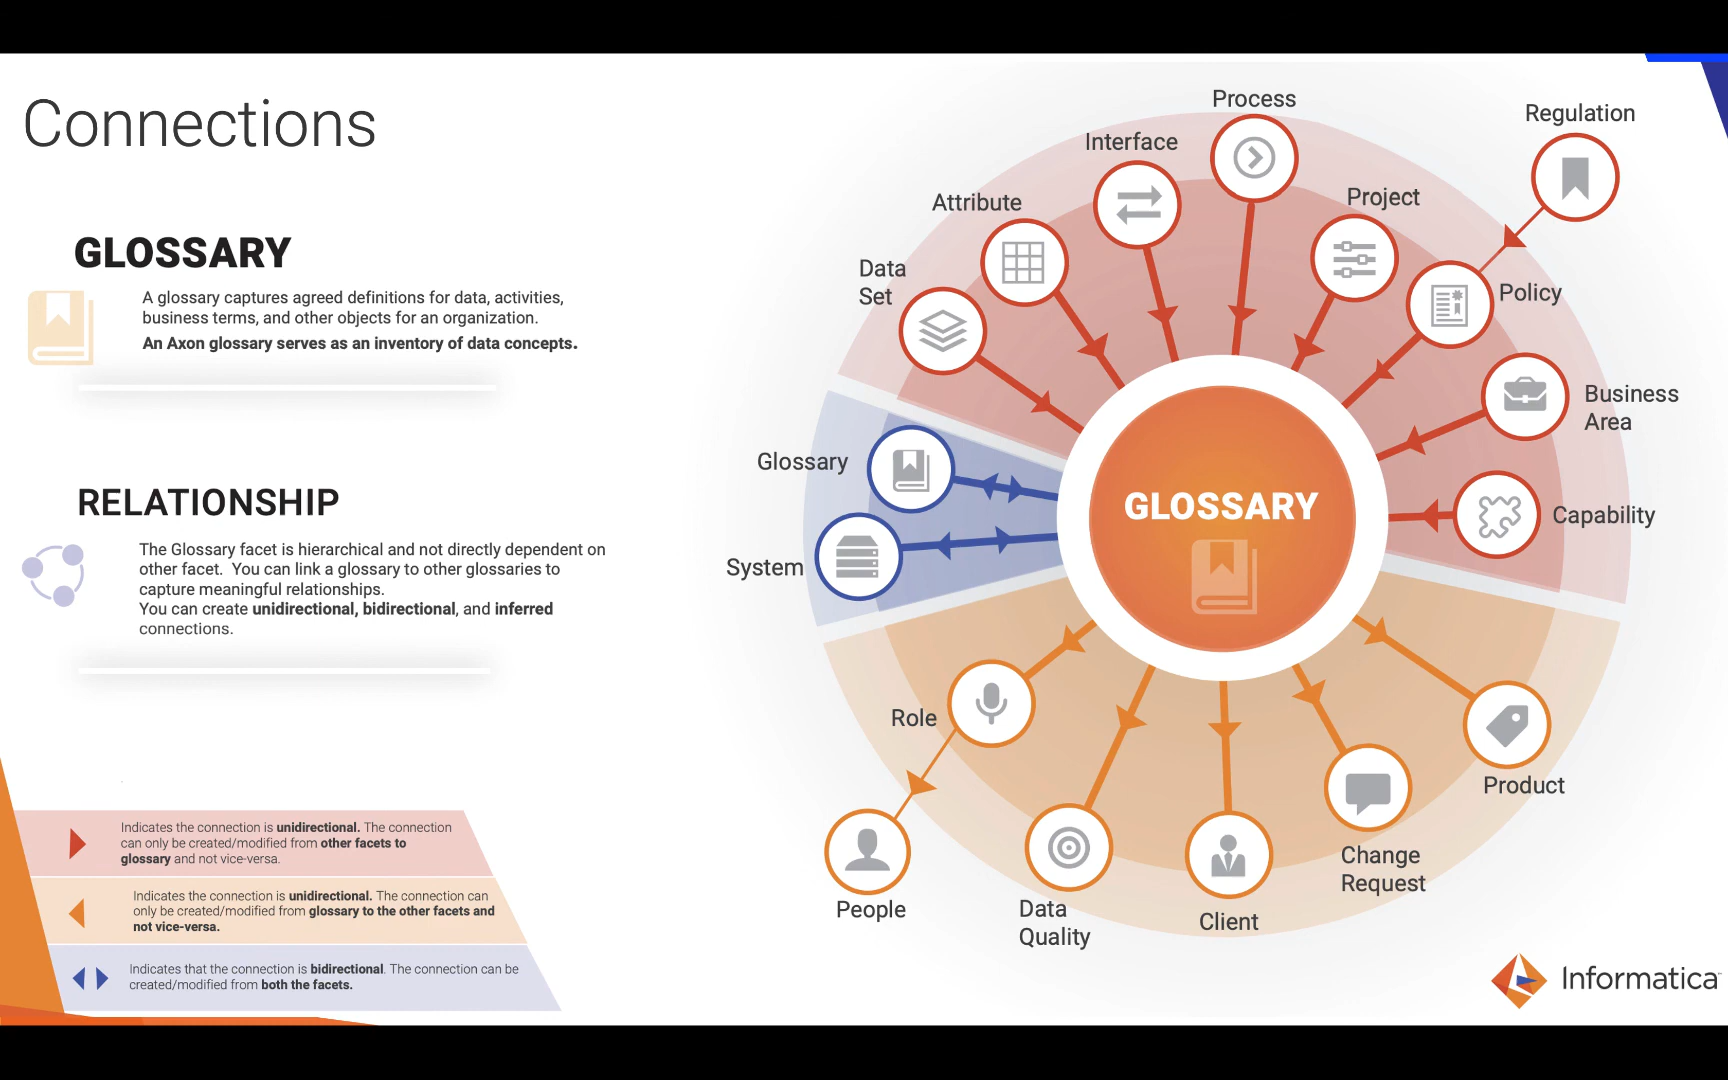 Connections
GLOSSARY
A glossary captures agreed definitions for data, activities,
business terms, and other objects for an organization.
An Axon glossary serves as an inventory of data concepts.
RELATIONSHIP
The Glossary facet is hierarchical and not directly dependent on
other facet.  You can link a glossary to other glossaries to
capture meaningful relationships.
You can create unidirectional, bidirectional, and inferred
connections.
Indicates the connection is unidirectional. The connection
can only be created/modified from other facets to
glossary and not vice-versa.
Indicates the connection is unidirectional. The connection can
only be created/modified from glossary to the other facets and
not vice-versa.
Indicates that the connection is bidirectional. The connection can be
created/modified from both the facets.
Process
Regulation
Interface
Project
Attribute
Data
Set
Policy
Business
Area
Glossary
GLOSSARY
Capability
System
Role
Product
People
Data
Quality
Client
Change
Request
Informatica